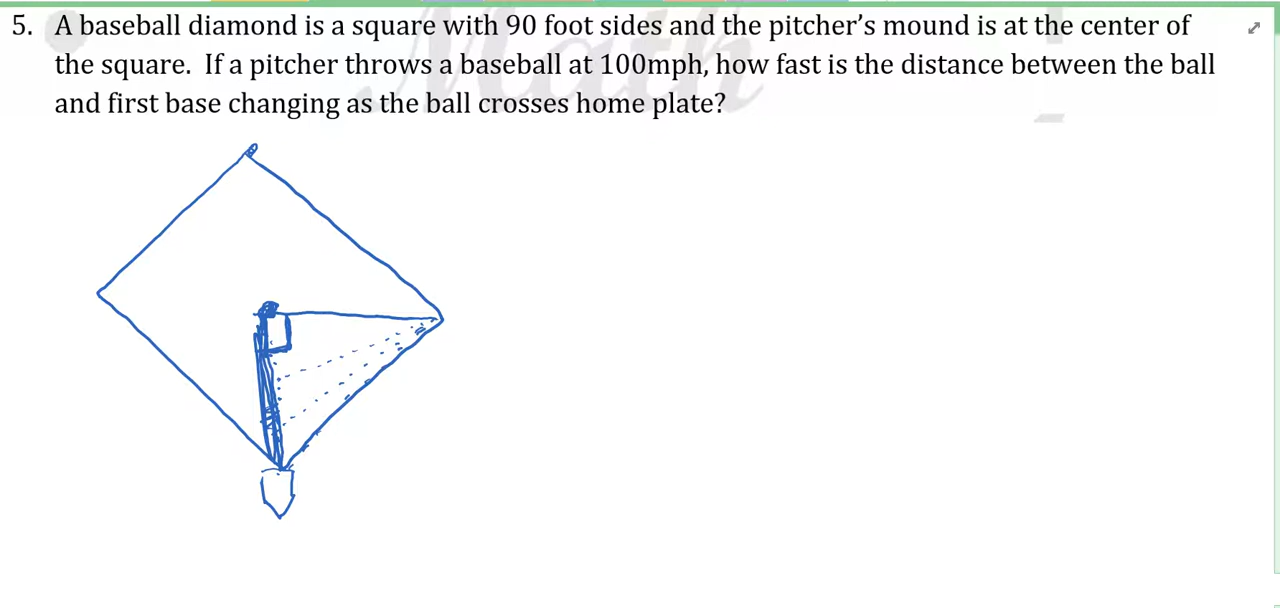 5. A baseball diamond is a square with 90 foot sides and the pitcher's mound is at the center of
the square. If a pitcher throws a baseball at 100mph, how fast is the distance between the ball
and first base changing as the ball crosses home plate?
Math